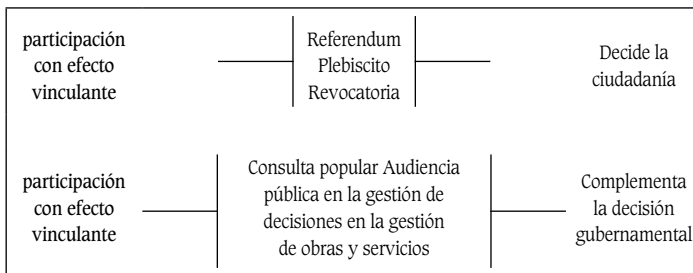 participación
con efecto
vinculante
Referendum
Plebiscito
Revocatoria
Decide la
ciudadanía
participación
con efecto
vinculante
Consulta popular Audiencia
pública en la gestión de
decisiones en la gestión
de obras y servicios
Complementa
la decisión
gubernamental